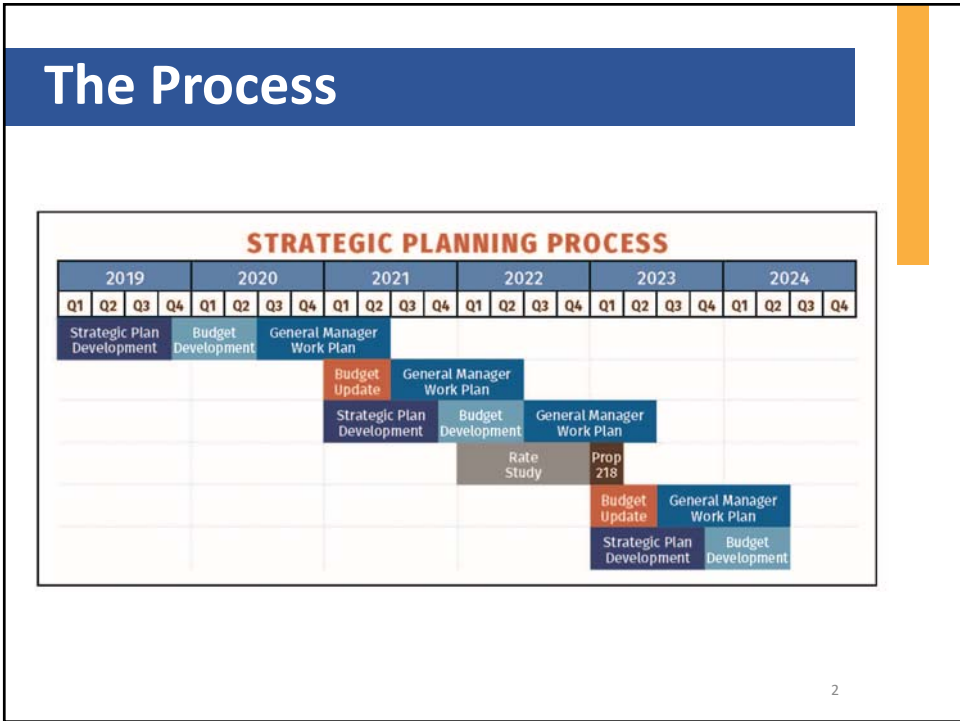 The Process
STRATEGIC PLANNING PROCESS
2019 2020 2021 2022 2023 2024
Q1 Q2 Q3 Q4 Q1 Q2 Q3 Q4 Q1 Q2 Q3 Q4 Q1 Q2 Q3 Q4 Q1 Q2 Q3 Q4 Q1 Q2 Q3 Q4
Strategic Plan Budget General Manager
Development Development Work Plan
Budget General Manager
Update Work Plan
Strategic Plan Budget General Manager
Development Development Work Plan
Rate Prop
Study 218
Budget General Manager
Update Work Plan
Strategic Plan Budget
Development Development
2